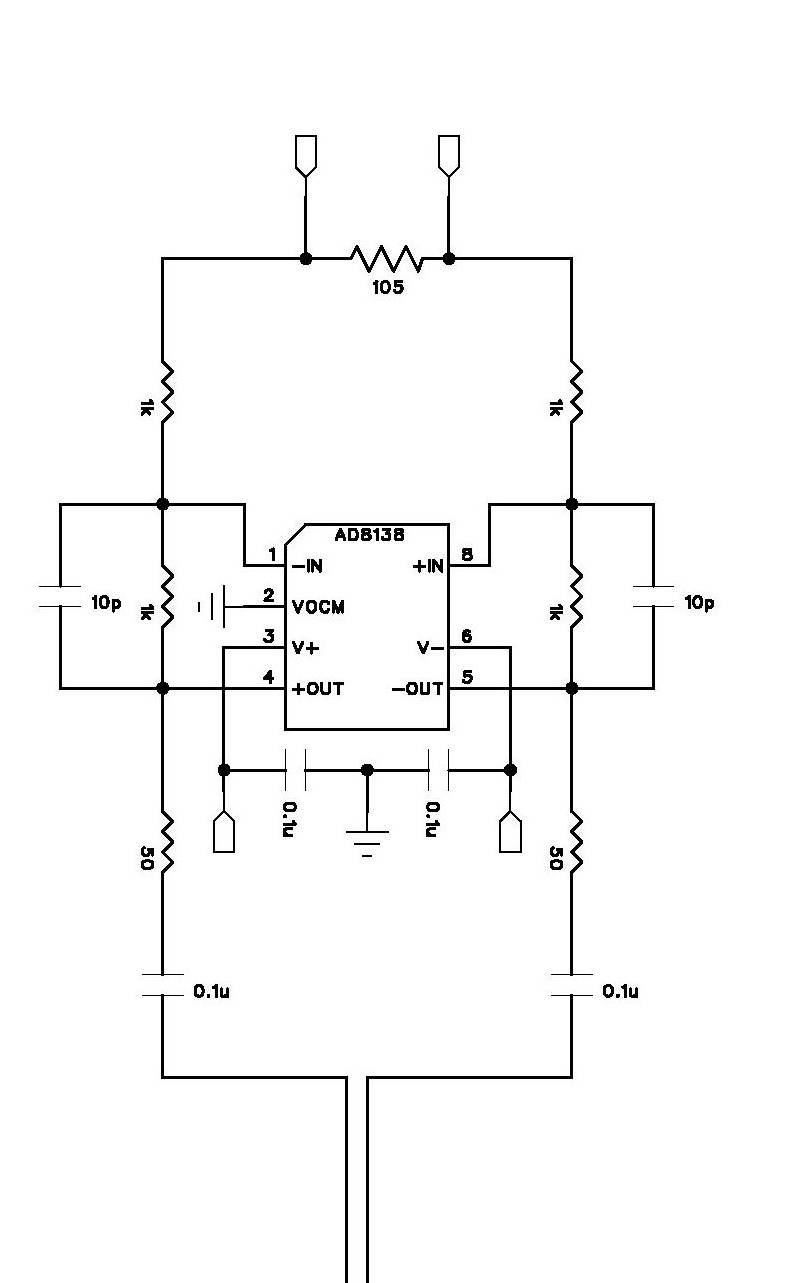 105
1k
1k
AD8138
1
-IN
+IN
8
10p
1k
2
VOCM
1k
10p
3
V+
V-
6
4
+OUT
-OUT
5
0.1u
0.1u
50
50
0.1u
0.1u